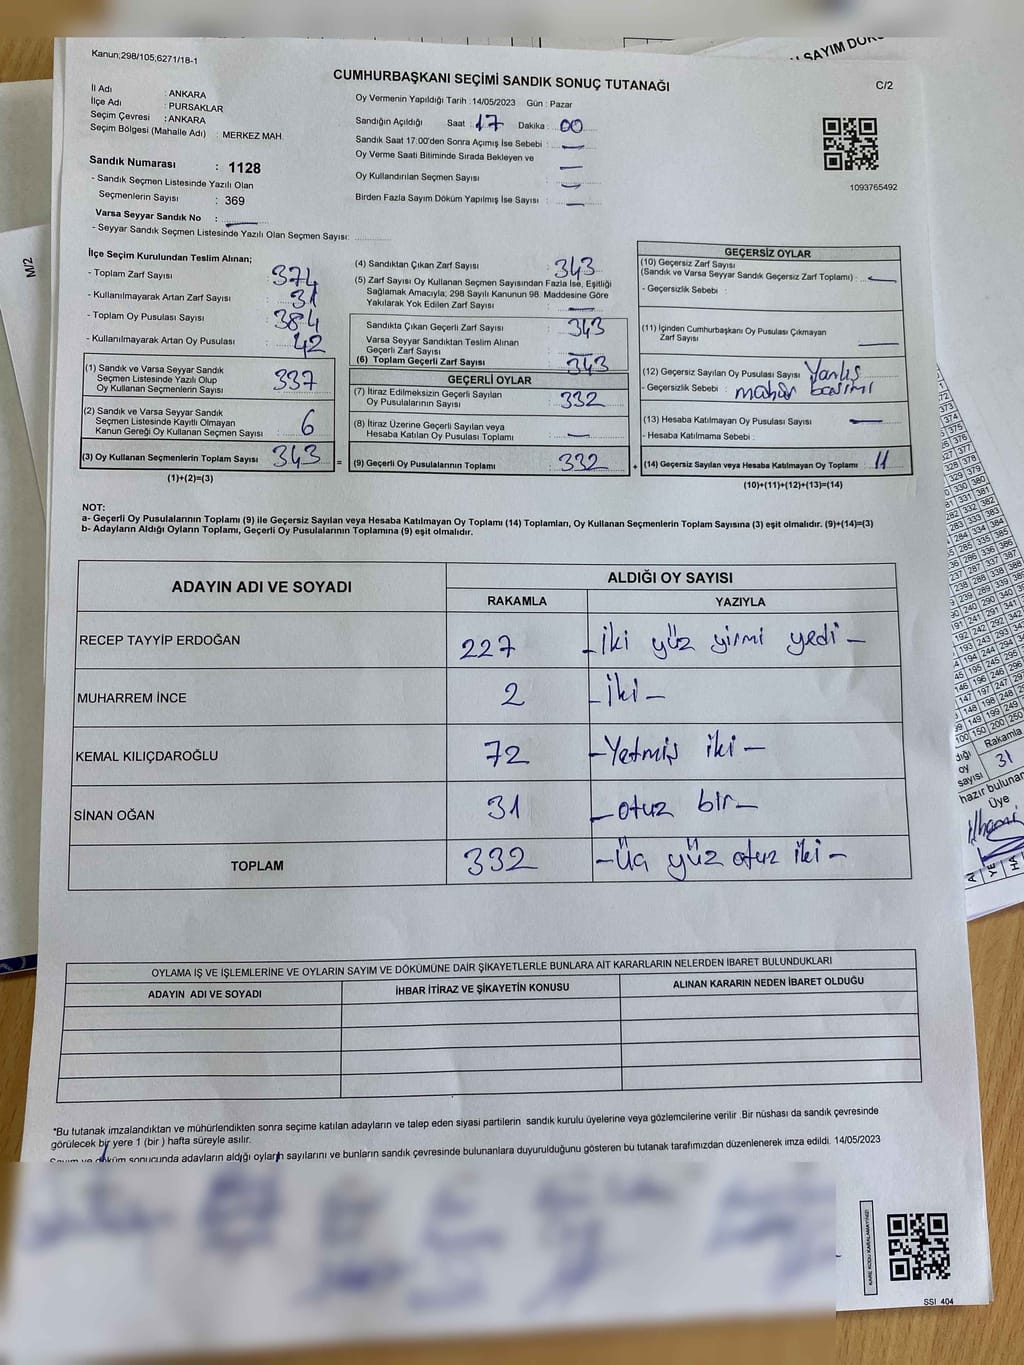 Kanun;298/105;6271/18-1
CUMHURBAŞKANI SEÇİMİ SANDIK SONUÇ TUTANAĞI
C/2
İl Adı : ANKARA
İlçe Adı : PURSAKLAR
Seçim Çevresi : ANKARA
Seçim Bölgesi (Mahalle Adı) : MERKEZ MAH.
Sandık Numarası : 1128
- Sandık Seçmen Listesinde Yazılı Olan
Seçmenlerin Sayısı : 369
Varsa Seyyar Sandık No :
- Seyyar Sandık Seçmen Listesinde Yazılı Olan Seçmen Sayısı:
Oy Vermenin Yapıldığı Tarih : 14/05/2023 Gün : Pazar
Sandığın Açıldığı Saat : 17 Dakika : 00
Sandık Saat 17:00'den Sonra Açımış İse Sebebi :
Oy Verme Saati Bitiminde Sırada Bekleyen ve
Oy Kullandırılan Seçmen Sayısı :
Birden Fazla Sayım Döküm Yapılmış İse Sayısı :
1093765492
İlçe Seçim Kurulundan Teslim Alınan;
- Toplam Zarf Sayısı : 374
- Kullanılmayarak Artan Zarf Sayısı : 31
- Toplam Oy Pusulası Sayısı : 384
- Kullanılmayarak Artan Oy Pusulası : 42
(1) Sandık ve Varsa Seyyar Sandık
Seçmen Listesinde Yazılı Olup
Oy Kullanan Seçmenlerin Sayısı : 337
(2) Sandık ve Varsa Seyyar Sandık
Seçmen Listesinde Kayıtlı Olmayan
Kanun Gereği Oy Kullanan Seçmen Sayısı : 6
(3) Oy Kullanan Seçmenlerin Toplam Sayısı : 343
(1)+(2)=(3)
(4) Sandıktan Çıkan Zarf Sayısı : 343
(5) Zarf Sayısı Oy Kullanan Seçmen Sayısından Fazla İse, Eşitliği
Sağlamak Amacıyla; 298 Sayılı Kanunun 98. Maddesine Göre
Yakılarak Yok Edilen Zarf Sayısı :
Sandıkta Çıkan Geçerli Zarf Sayısı : 343
Varsa Seyyar Sandıktan Teslim Alınan
Geçerli Zarf Sayısı :
(6) Toplam Geçerli Zarf Sayısı : 343
GEÇERLİ OYLAR
(7) İtiraz Edilmeksizin Geçerli Sayılan
Oy Pusulalarının Sayısı : 332
(8) İtiraz Üzerine Geçerli Sayılan veya
Hesaba Katılan Oy Pusulası Toplamı :
= (9) Geçerli Oy Pusulalarının Toplamı : 332
GEÇERSİZ OYLAR
(10) Geçersiz Zarf Sayısı
(Sandık ve Varsa Seyyar Sandık Geçersiz Zarf Toplamı) :
- Geçersizlik Sebebi :
(11) İçinden Cumhurbaşkanı Oy Pusulası Çıkmayan
Zarf Sayısı :
(12) Geçersiz Sayılan Oy Pusulası Sayısı : Yanlış
- Geçersizlik Sebebi : mühür basımı
(13) Hesaba Katılmayan Oy Pusulası Sayısı :
- Hesaba Katılmama Sebebi :
+ (14) Geçersiz Sayılan veya Hesaba Katılmayan Oy Toplamı : 11
(10)+(11)+(12)+(13)=(14)
NOT:
a- Geçerli Oy Pusulalarının Toplamı (9) ile Geçersiz Sayılan veya Hesaba Katılmayan Oy Toplamı (14) Toplamları, Oy Kullanan Seçmenlerin Toplam Sayısına (3) eşit olmalıdır. (9)+(14)=(3)
b- Adayların Aldığı Oyların Toplamı, Geçerli Oy Pusulalarının Toplamına (9) eşit olmalıdır.
ADAYIN ADI VE SOYADI
ALDIĞI OY SAYISI
RAKAMLA YAZIYLA
RECEP TAYYİP ERDOĞAN 227 - İki yüz yirmi yedi -
MUHARREM İNCE 2 - İki -
KEMAL KILIÇDAROĞLU 72 - Yetmiş iki -
SİNAN OĞAN 31 - otuz bir -
TOPLAM 332 - Üç yüz otuz iki -
OYLAMA İŞ VE İŞLEMLERİNE VE OYLARIN SAYIM VE DÖKÜMÜNE DAİR ŞİKAYETLERLE BUNLARA AİT KARARLARIN NELERDEN İBARET BULUNDUKLARI
ADAYIN ADI VE SOYADI İHBAR İTİRAZ VE ŞİKAYETİN KONUSU ALINAN KARARIN NEDEN İBARET OLDUĞU
*Bu tutanak imzalandıktan ve mühürlendikten sonra seçime katılan adayların ve talep eden siyasi partilerin sandık kurulu üyelerine veya gözlemcilerine verilir .Bir nüshası da sandık çevresinde
görülecek bir yere 1 (bir ) hafta süreyle asılır.
Sayım ve döküm sonucunda adayların aldığı oyların sayılarını ve bunların sandık çevresinde bulunanlara duyurulduğunu gösteren bu tutanak tarafımızdan düzenlenerek imza edildi. 14/05/2023
KARE KODU KARALAMAYINIZ!
SSI 404
M/2
SAYIM DÖK
Rakamla
oy
sayısı 31
hazır bulunan
Üye